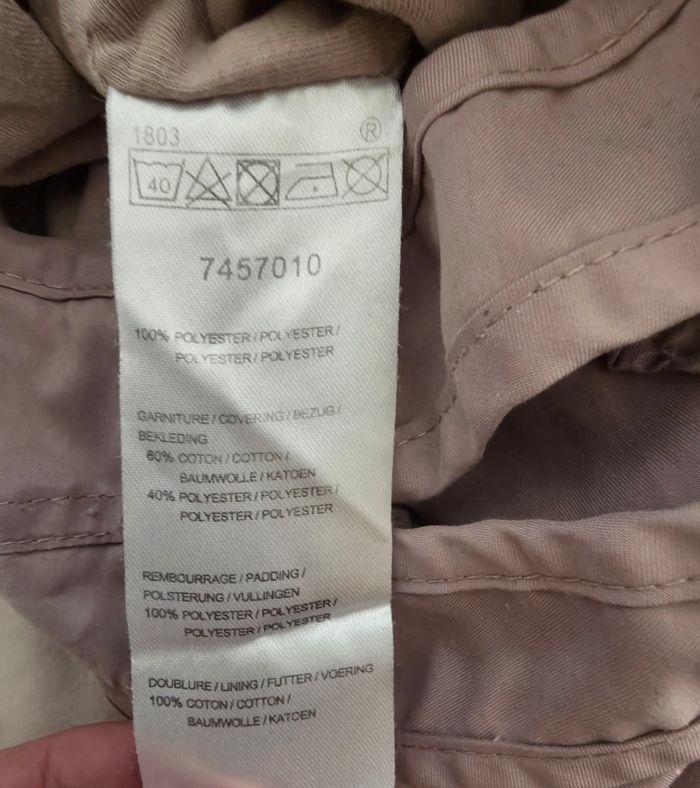 1803 ®
40
7457010
100% POLYESTER / POLYESTER /
POLYESTER / POLYESTER
GARNITURE / COVERING / BEZUG /
BEKLEDING
60% COTON / COTTON /
BAUMWOLLE / KATOEN
40% POLYESTER / POLYESTER /
POLYESTER / POLYESTER
REMBOURRAGE / PADDING /
POLSTERUNG / VULLINGEN
100% POLYESTER / POLYESTER /
POLYESTER / POLYESTER
DOUBLURE / LINING / FUTTER / VOERING
100% COTON / COTTON /
BAUMWOLLE / KATOEN